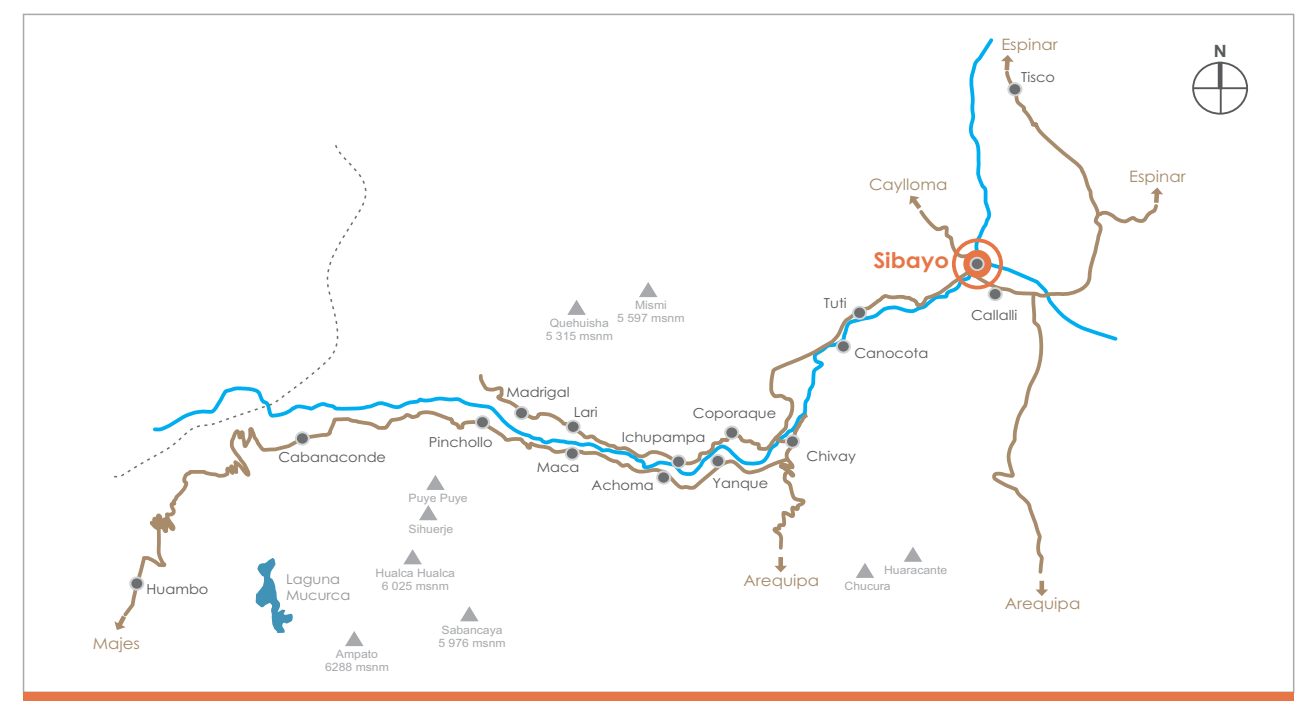 Espinar
N
Tisco
Espinar
Caylloma
Sibayo
Mismi
5 597 msnm
Quehuisha
5 315 msnm
Tuti
Callalli
Canocota
Madrigal
Lari
Coporaque
Ichupampa
Pinchollo
Cabanaconde
Maca
Chivay
Achoma
Yanque
Puye Puye
Sihuerje
Hualca Hualca
6 025 msnm
Laguna
Mucurca
Huambo
Arequipa
Huaracante
Chucura
Arequipa
Majes
Sabancaya
5 976 msnm
Ampato
6288 msnm